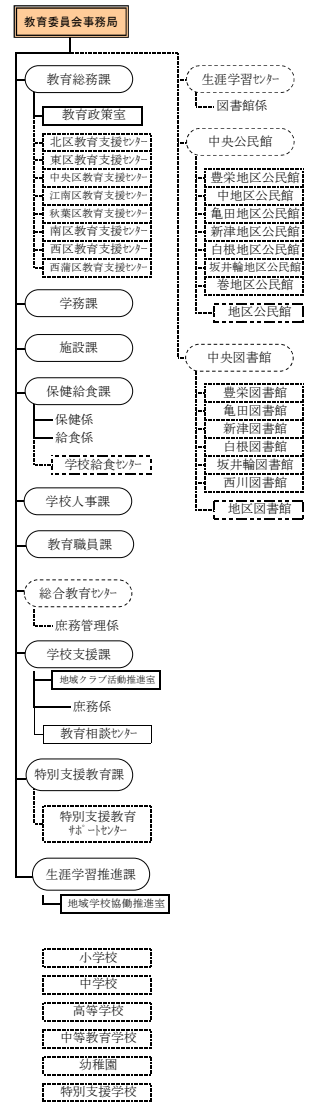 教育委員会事務局
教育総務課
教育政策室
北区教育支援ｾﾝﾀｰ
東区教育支援ｾﾝﾀｰ
中央区教育支援ｾﾝﾀｰ
江南区教育支援ｾﾝﾀｰ
秋葉区教育支援ｾﾝﾀｰ
南区教育支援ｾﾝﾀｰ
西区教育支援ｾﾝﾀｰ
西蒲区教育支援ｾﾝﾀｰ
学務課
施設課
保健給食課
保健係
給食係
学校給食ｾﾝﾀｰ
学校人事課
教育職員課
総合教育ｾﾝﾀｰ
庶務管理係
学校支援課
地域クラブ活動推進室
庶務係
教育相談ｾﾝﾀｰ
特別支援教育課
特別支援教育
ｻﾎﾟｰﾄｾﾝﾀｰ
生涯学習推進課
地域学校協働推進室
小学校
中学校
高等学校
中等教育学校
幼稚園
特別支援学校
生涯学習ｾﾝﾀｰ
図書館係
中央公民館
豊栄地区公民館
中地区公民館
亀田地区公民館
新津地区公民館
白根地区公民館
坂井輪地区公民館
巻地区公民館
地区公民館
中央図書館
豊栄図書館
亀田図書館
新津図書館
白根図書館
坂井輪図書館
西川図書館
地区図書館